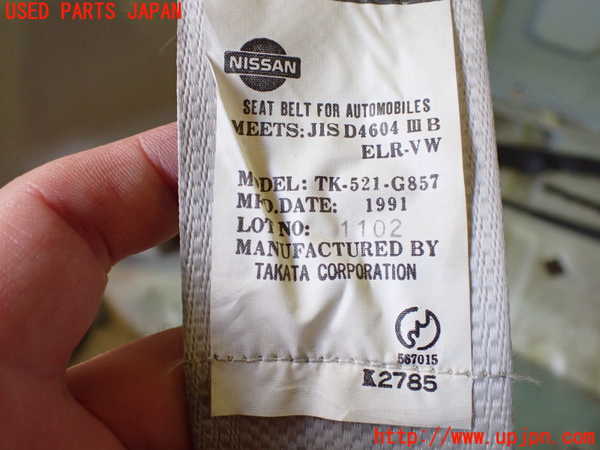 USED PARTS JAPAN
NISSAN
SEAT BELT FOR AUTOMOBILES
MEETS: JIS D4604 Ⅲ B
ELR-VW
MODEL: TK-521-G857
MFD.DATE: 1991
LOT NO: 1102
MANUFACTURED BY
TAKATA CORPORATION
567015
K2785
http://www.upjpn.com/